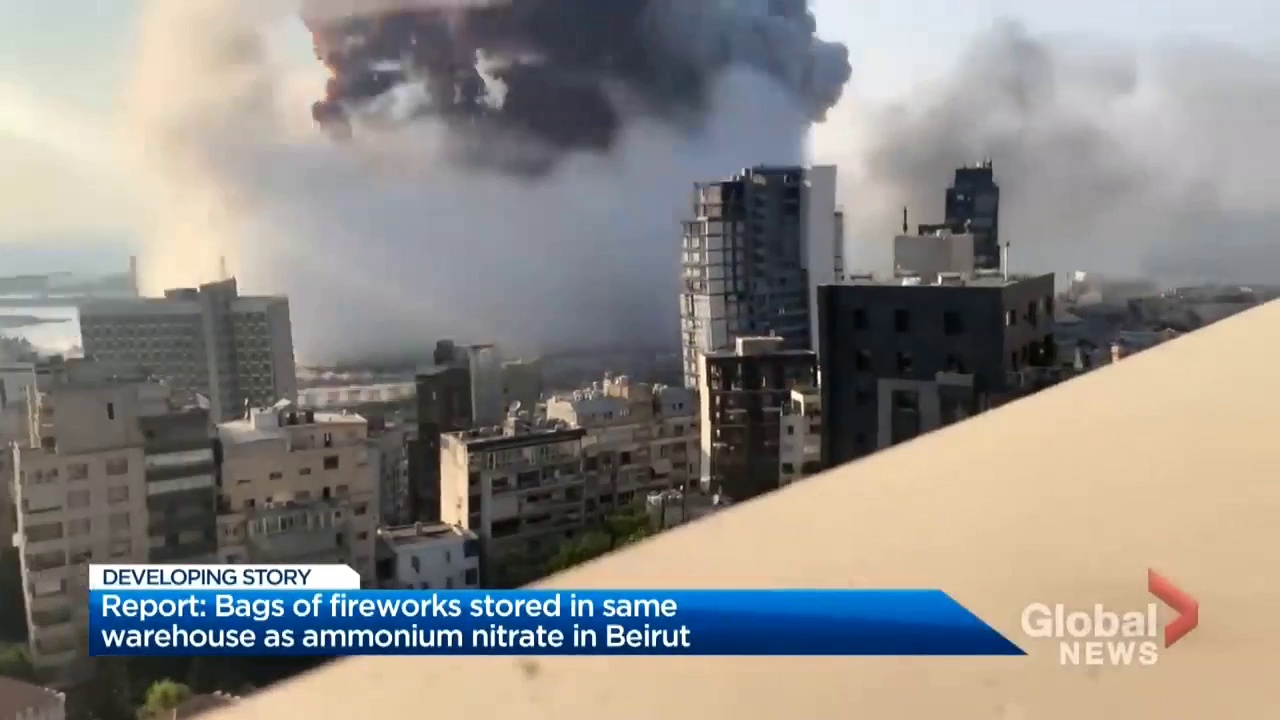 DEVELOPING STORY
Report: Bags of fireworks stored in same
warehouse as ammonium nitrate in Beirut
Global
NEWS